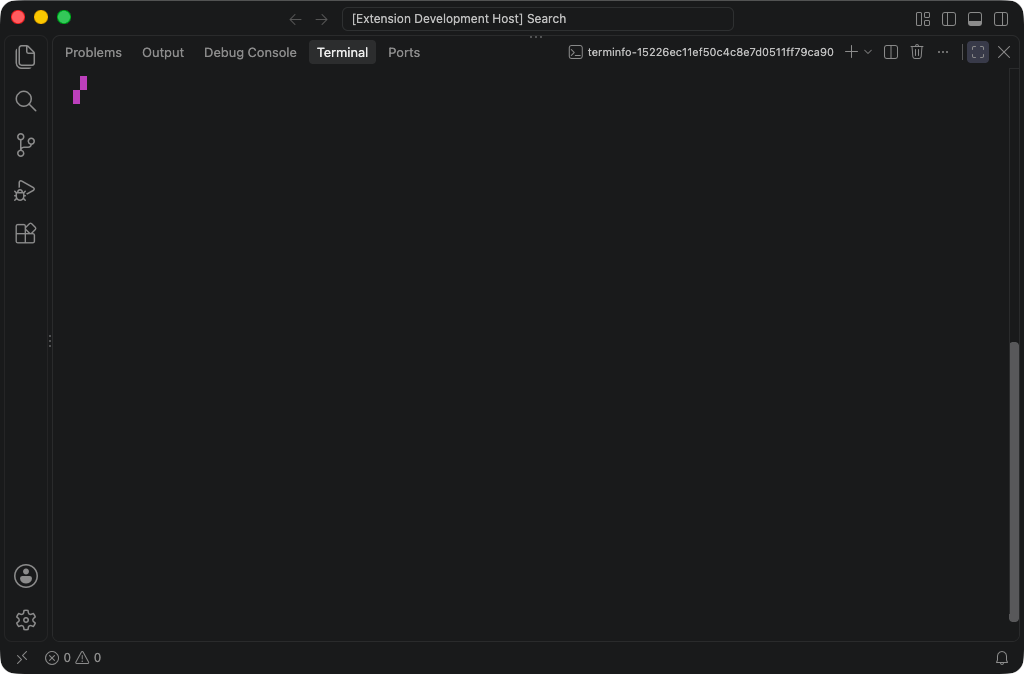 [Extension Development Host] Search
Problems Output Debug Console Terminal Ports terminfo-15226ec11ef50c4c8e7d0511ff79ca90
0 0